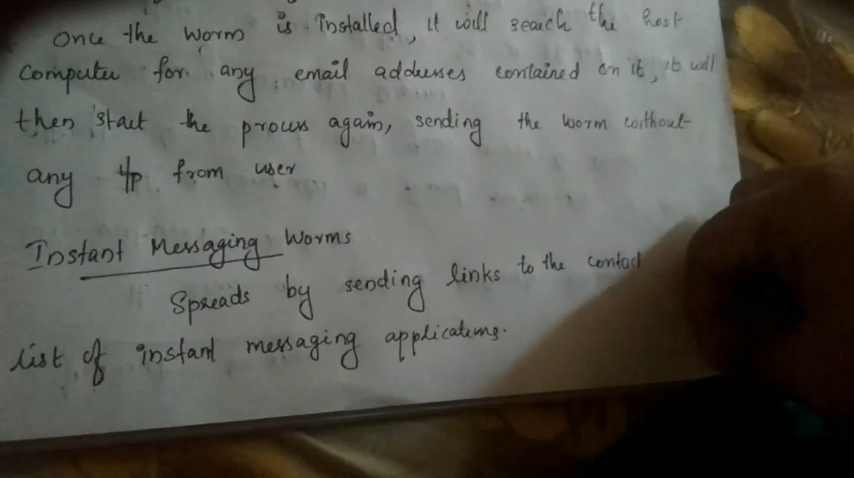 Once the worm is installed, it will search the host
computer for any email addresses contained on it, it will
then start the process again, sending the worm without
any i/p from user
Instant Messaging Worms
Spreads by sending links to the contact
list of instant messaging applications.